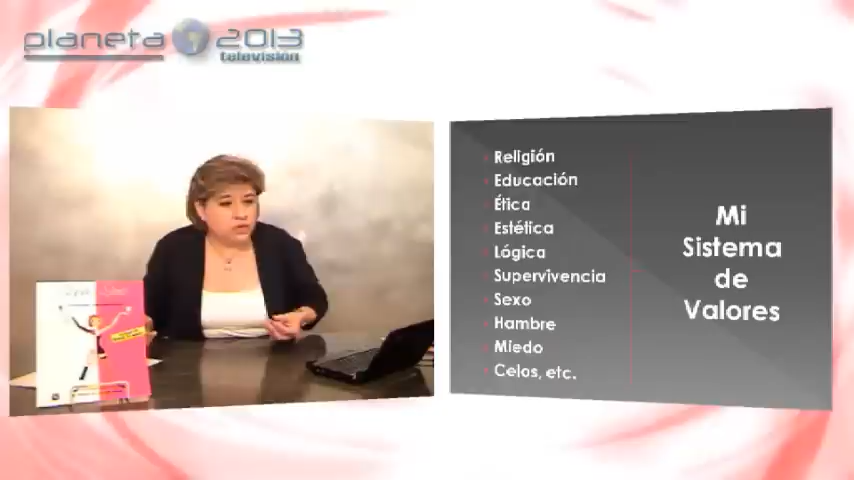 planeta 2013
televisión
Religión
Educación
Ética
Estética
Lógica
Supervivencia
Sexo
Hambre
Miedo
Celos, etc.
Mi
Sistema
de
Valores